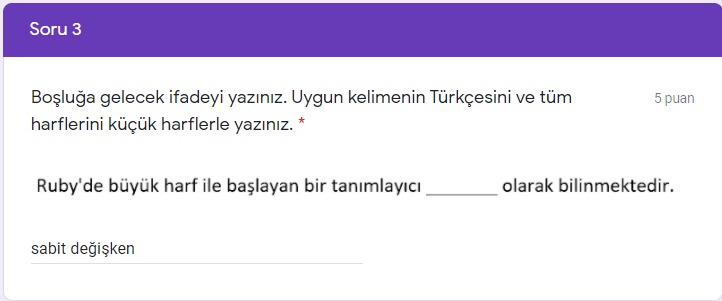 Soru 3
Boşluğa gelecek ifadeyi yazınız. Uygun kelimenin Türkçesini ve tüm
5 puan
harflerini küçük harflerle yazınız. *
Ruby'de büyük harf ile başlayan bir tanımlayıcı ________ olarak bilinmektedir.
sabit değişken